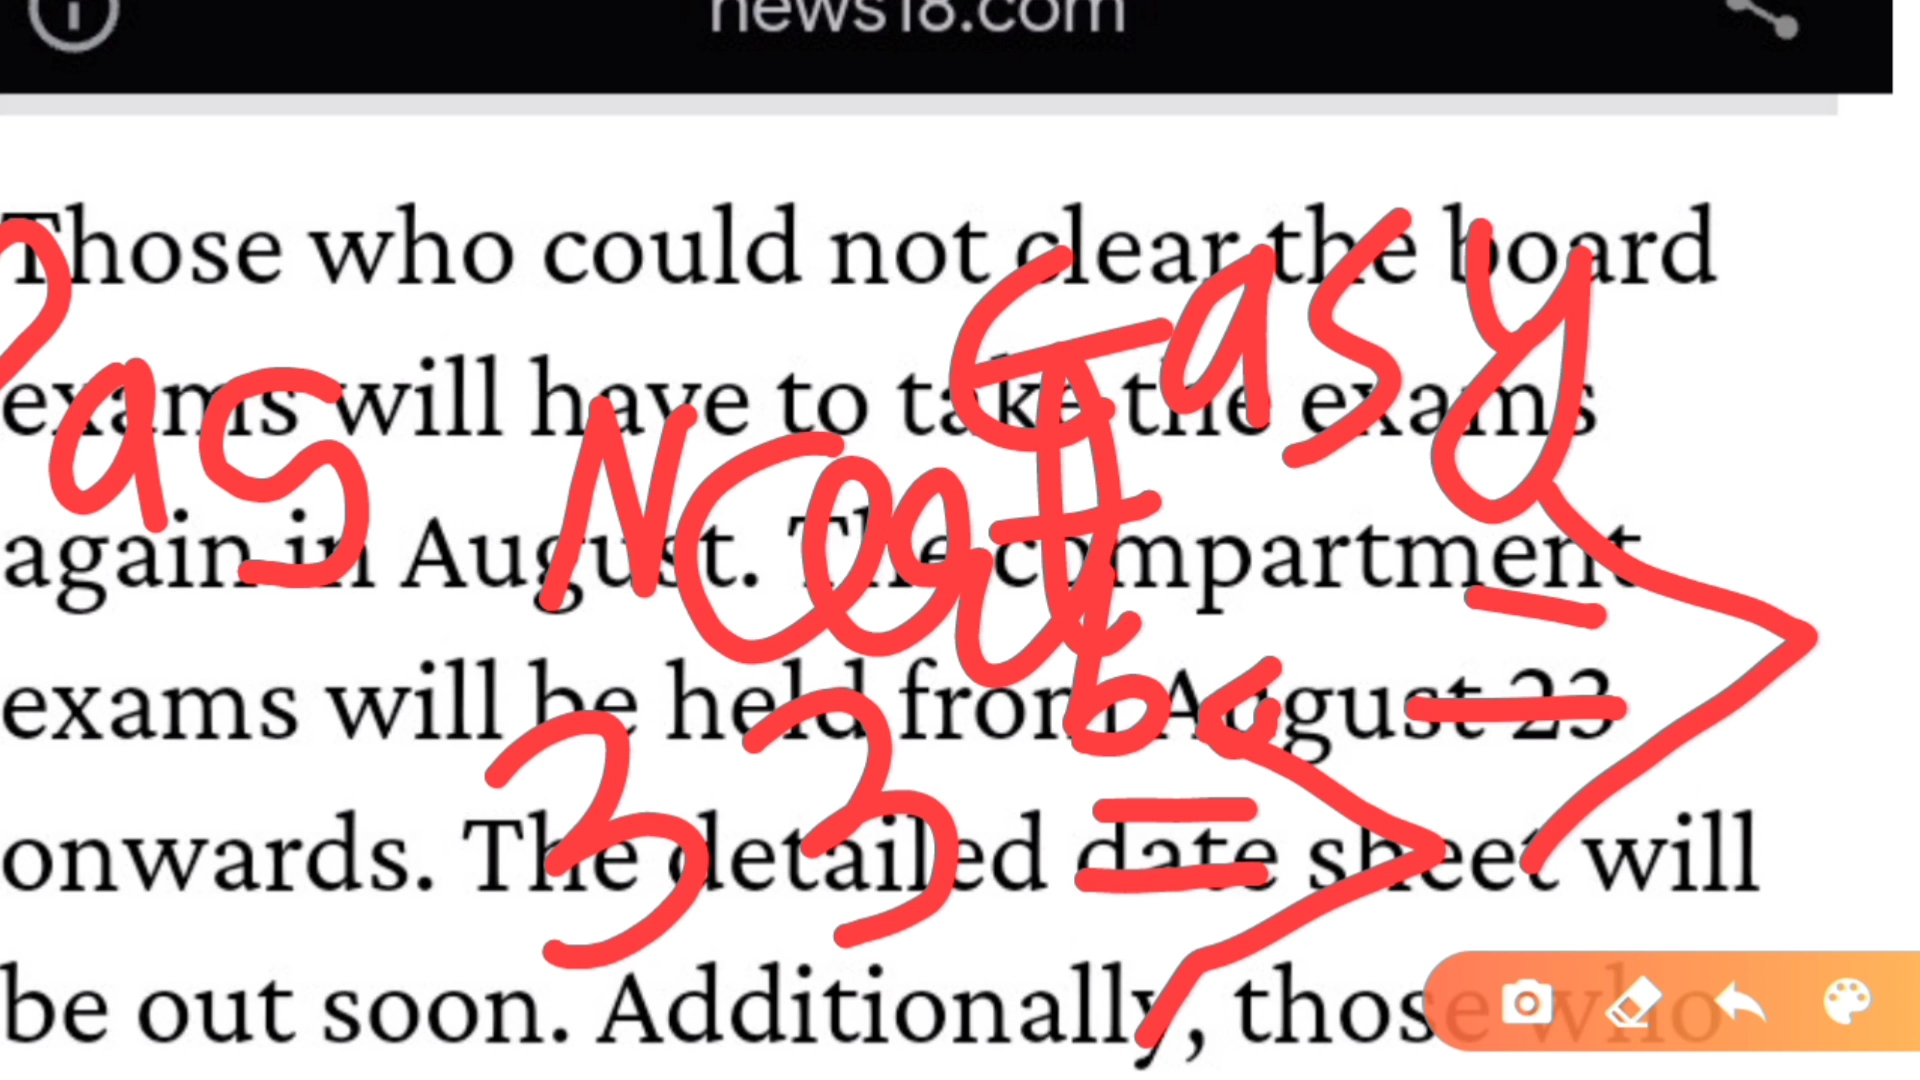 news18.com
Those who could not clear the board
Easy
exams will have to take the exams
Pas
Neat
again in August. The compartment
exams will be held from August 23
33
onwards. The detailed date sheet will
be out soon. Additionally, those who